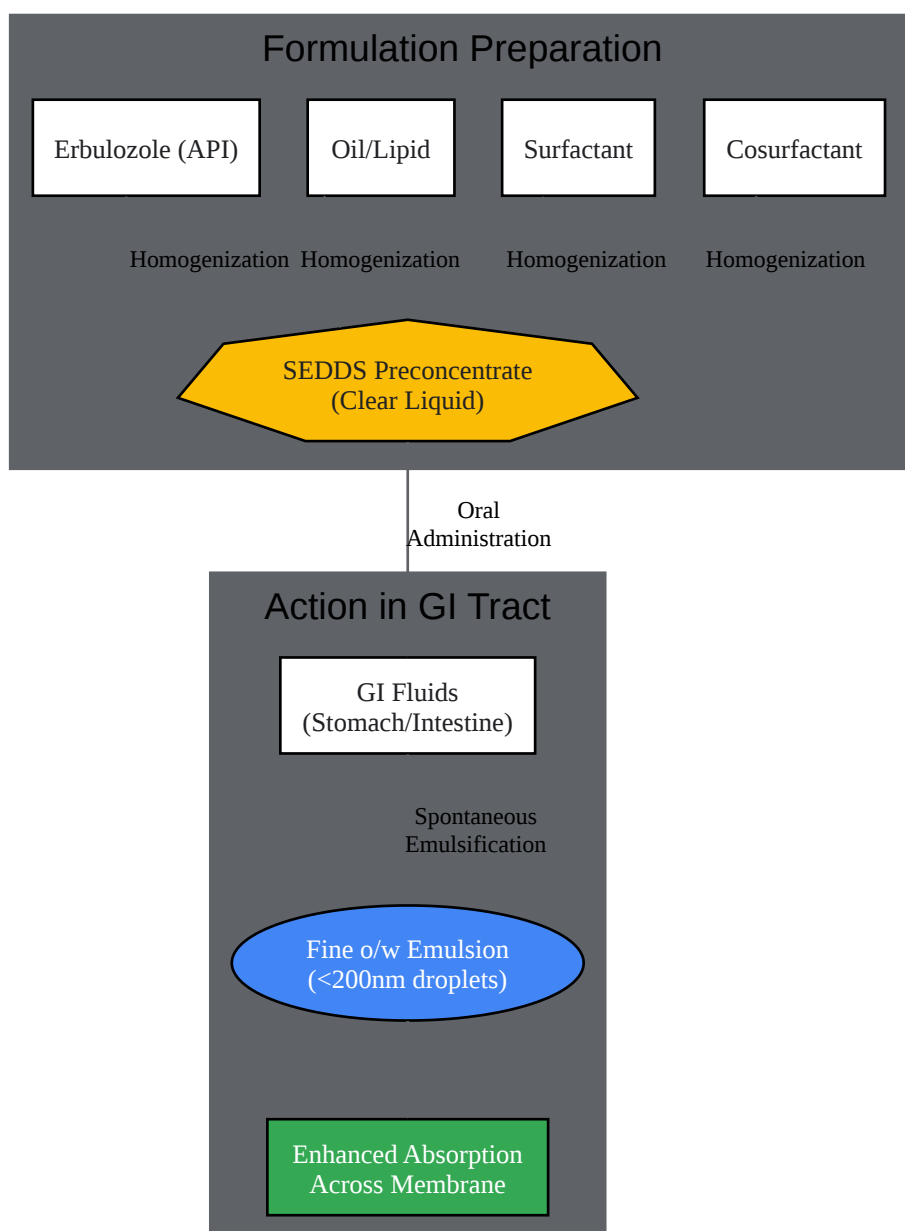 Formulation Preparation
Erbulozole (API)
Oil/Lipid
Surfactant
Cosurfactant
Homogenization
Homogenization
Homogenization
Homogenization
SEDDS Preconcentrate
(Clear Liquid)
Oral
Administration
Action in GI Tract
GI Fluids
(Stomach/Intestine)
Spontaneous
Emulsification
Fine o/w Emulsion
(<200nm droplets)
Enhanced Absorption
Across Membrane